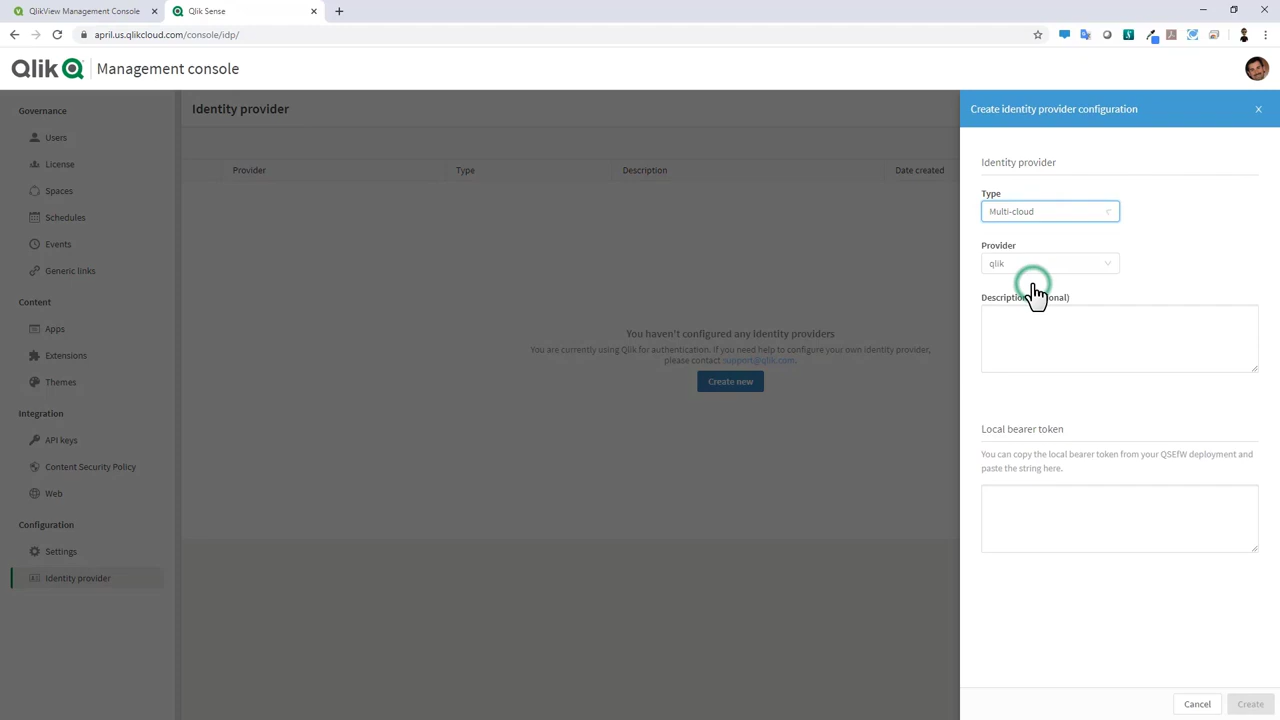 QlikView Management Console
Qlik Sense
april.us.qlikcloud.com/console/idp/
Qlik
Management console
Governance
Users
License
Spaces
Schedules
Events
Generic links
Content
Apps
Extensions
Themes
Integration
API keys
Content Security Policy
Web
Configuration
Settings
Identity provider
Identity provider
Provider
Type
Description
Date created
You haven't configured any identity providers
You are currently using Qlik for authentication. If you need help to configure your own identity provider,
please contact support@qlik.com.
Create new
Create identity provider configuration
Identity provider
Type
Multi-cloud
Provider
qlik
Local bearer token
You can copy the local bearer token from your QSEfW deployment and
paste the string here.
Cancel
Create